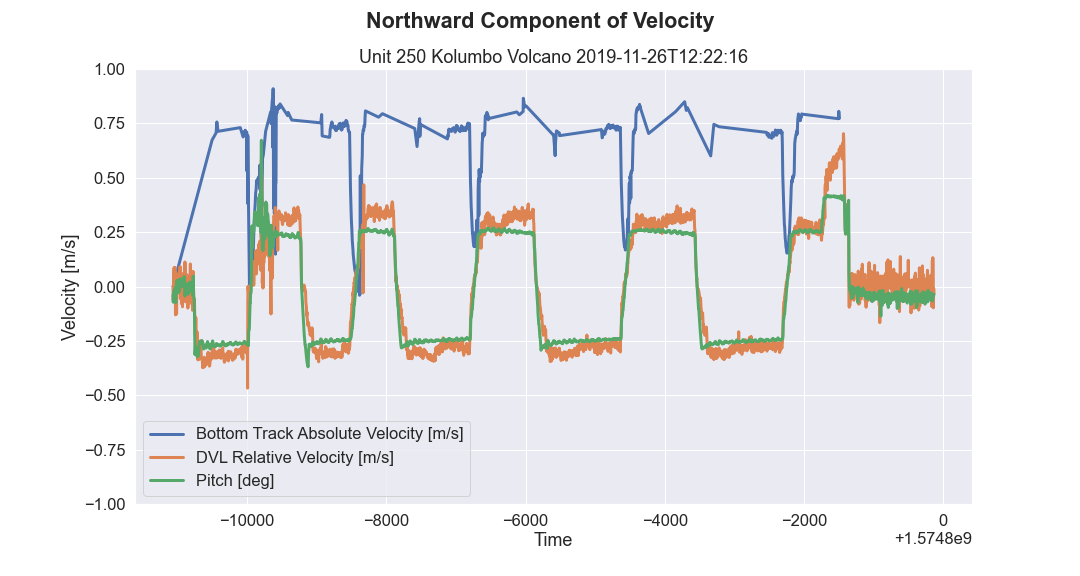 Northward Component of Velocity
Unit 250 Kolumbo Volcano 2019-11-26T12:22:16
1.00
0.75
0.50
0.25
0.00
−0.25
−0.50
−0.75
−1.00
Velocity [m/s]
Bottom Track Absolute Velocity [m/s]
DVL Relative Velocity [m/s]
Pitch [deg]
−10000 −8000 −6000 −4000 −2000 0
Time
+1.5748e9